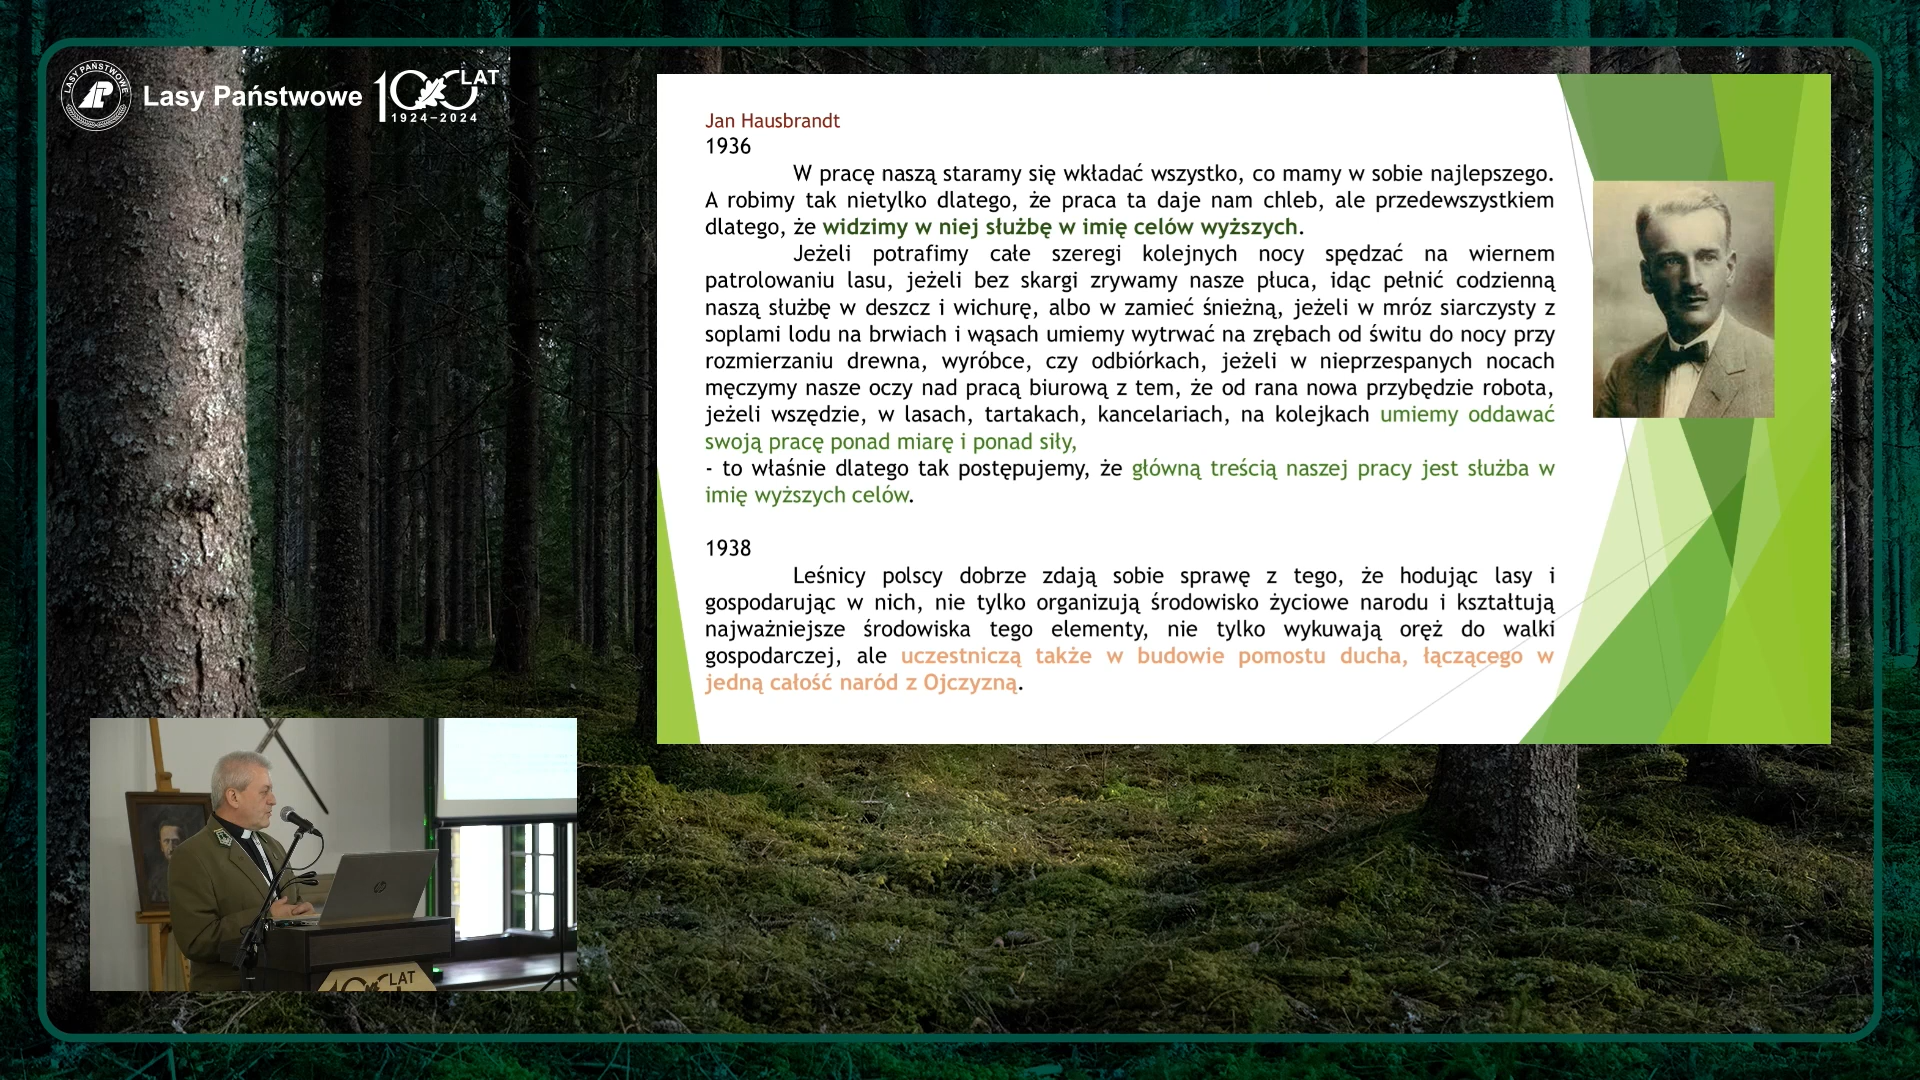 LASY PAŃSTWOWE
Lasy Państwowe
100 LAT
1924-2024
Jan Hausbrandt
1936
W pracę naszą staramy się wkładać wszystko, co mamy w sobie najlepszego.
A robimy tak nietylko dlatego, że praca ta daje nam chleb, ale przedewszystkiem
dlatego, że widzimy w niej służbę w imię celów wyższych.
Jeżeli potrafimy całe szeregi kolejnych nocy spędzać na wiernem
patrolowaniu lasu, jeżeli bez skargi zrywamy nasze płuca, idąc pełnić codzienną
naszą służbę w deszcz i wichurę, albo w zamieć śnieżną, jeżeli w mróz siarczysty z
soplami lodu na brwiach i wąsach umiemy wytrwać na zrębach od świtu do nocy przy
rozmierzaniu drewna, wyróbce, czy odbiórkach, jeżeli w nieprzespanych nocach
męczymy nasze oczy nad pracą biurową z tem, że od rana nowa przybędzie robota,
jeżeli wszędzie, w lasach, tartakach, kancelariach, na kolejkach umiemy oddawać
swoją pracę ponad miarę i ponad siły,
- to właśnie dlatego tak postępujemy, że główną treścią naszej pracy jest służba w
imię wyższych celów.
1938
Leśnicy polscy dobrze zdają sobie sprawę z tego, że hodując lasy i
gospodarując w nich, nie tylko organizują środowisko życiowe narodu i kształtują
najważniejsze środowiska tego elementy, nie tylko wykuwają oręż do walki
gospodarczej, ale uczestniczą także w budowie pomostu ducha, łączącego w
jedną całość naród z Ojczyzną.
hp
100 LAT